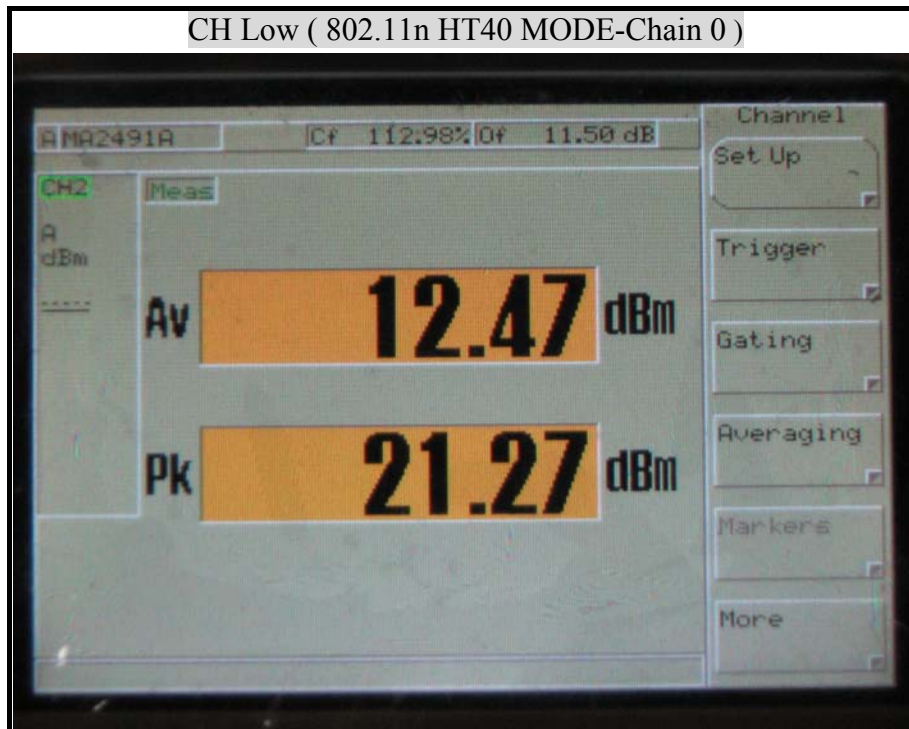 CH Low ( 802.11n HT40 MODE-Chain 0 )
A MA2491A Cf 112.98% Of 11.50 dB
Channel
Set Up
CH2 Meas
A
dBm
-----
Trigger
Av 12.47 dBm
Gating
Pk 21.27 dBm
Averaging
Markers
More